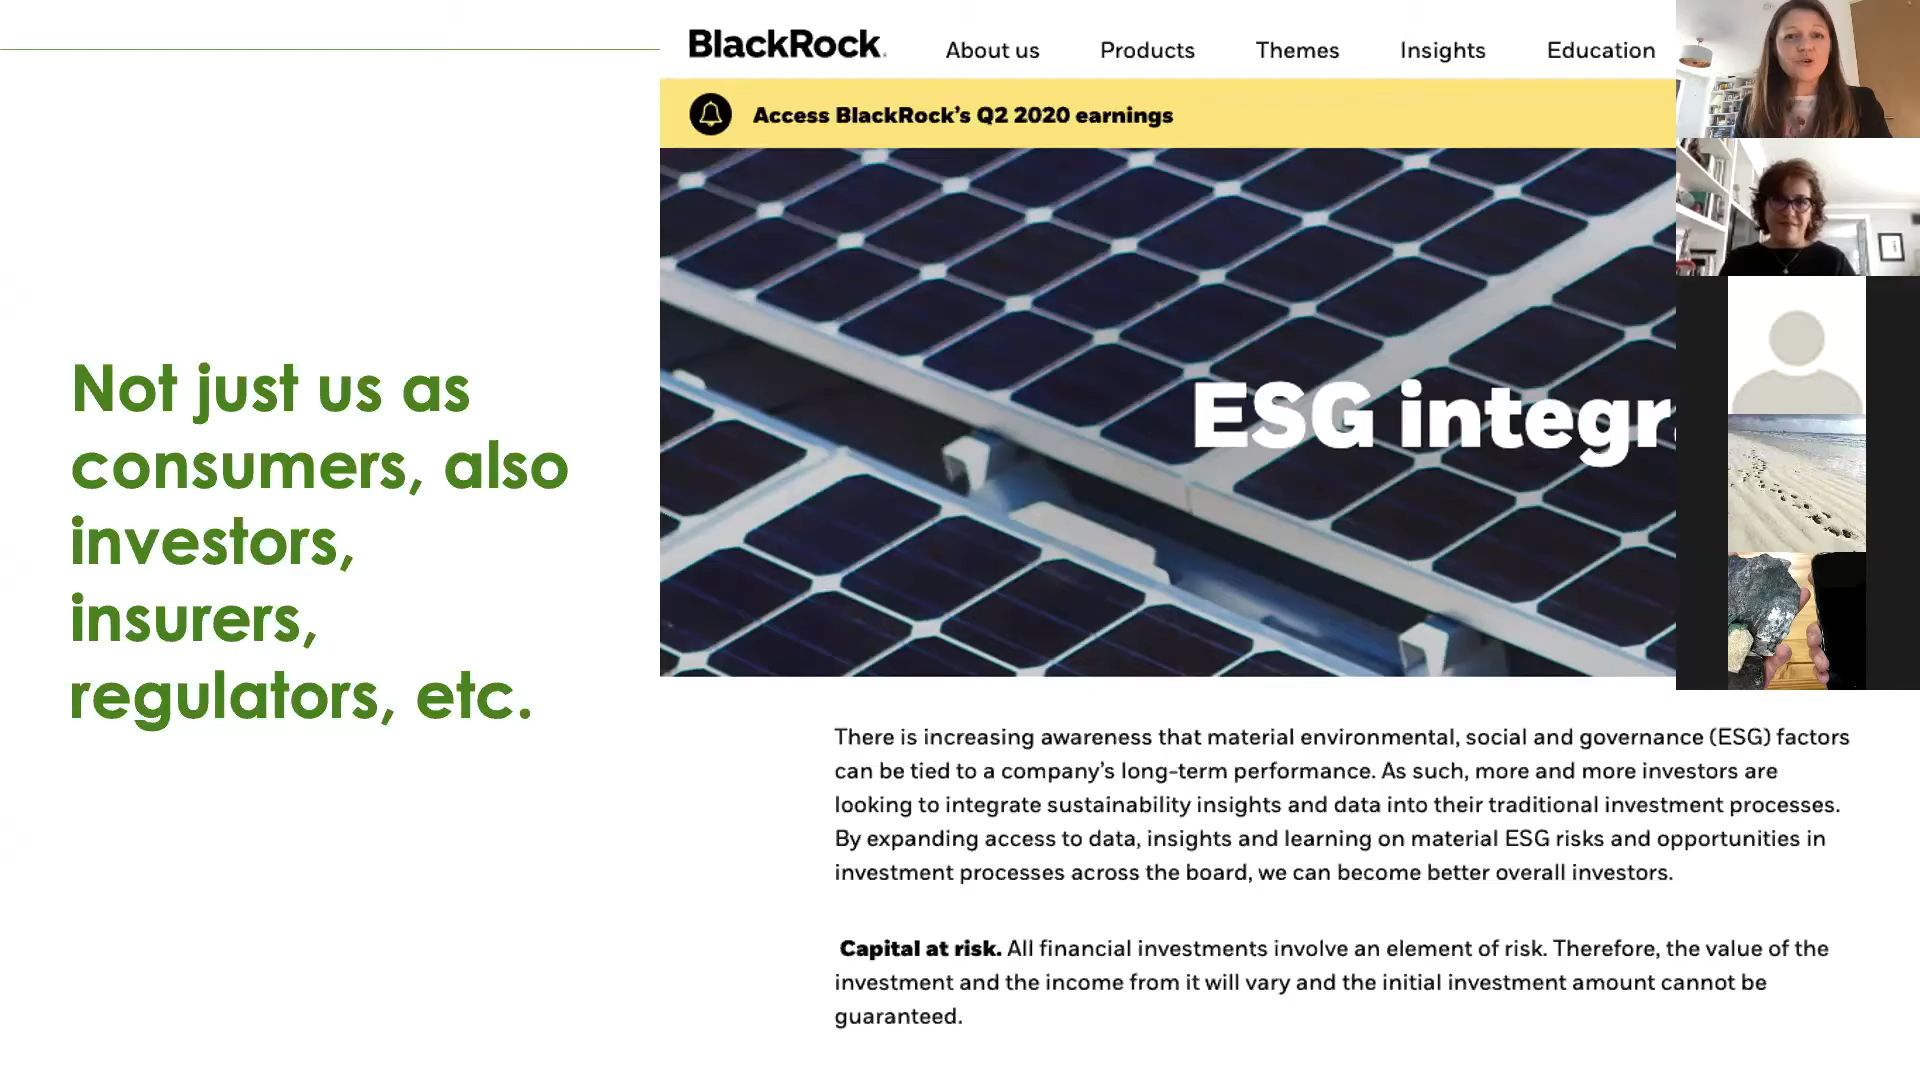 Not just us as
consumers, also
investors,
insurers,
regulators, etc.
BlackRock.
About us
Products
Themes
Insights
Education
Access BlackRock's Q2 2020 earnings
ESG integr
There is increasing awareness that material environmental, social and governance (ESG) factors
can be tied to a company's long-term performance. As such, more and more investors are
looking to integrate sustainability insights and data into their traditional investment processes.
By expanding access to data, insights and learning on material ESG risks and opportunities in
investment processes across the board, we can become better overall investors.
Capital at risk. All financial investments involve an element of risk. Therefore, the value of the
investment and the income from it will vary and the initial investment amount cannot be
guaranteed.